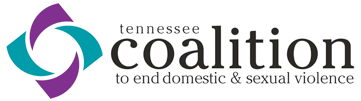 tennessee
coalition
to end domestic & sexual violence